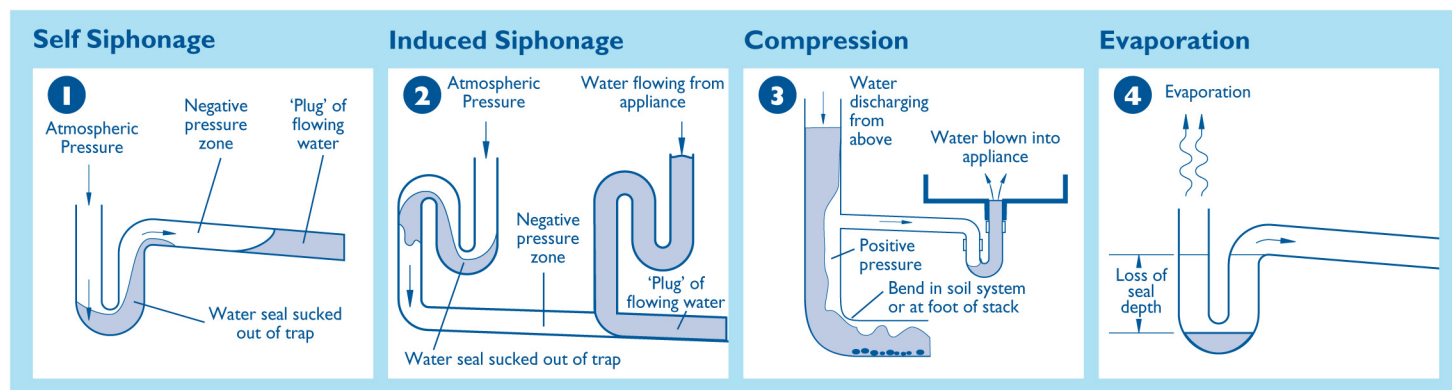 Self Siphonage
1
Atmospheric
Pressure
Negative
pressure
zone
‘Plug’ of
flowing
water
Water seal sucked
out of trap
Induced Siphonage
2
Atmospheric
Pressure
Water flowing from
appliance
Negative
pressure
zone
‘Plug’ of
flowing water
Water seal sucked out of trap
Compression
3
Water
discharging
from
above
Water blown into
appliance
Positive
pressure
Bend in soil system
or at foot of stack
Evaporation
4
Evaporation
Loss of
seal
depth